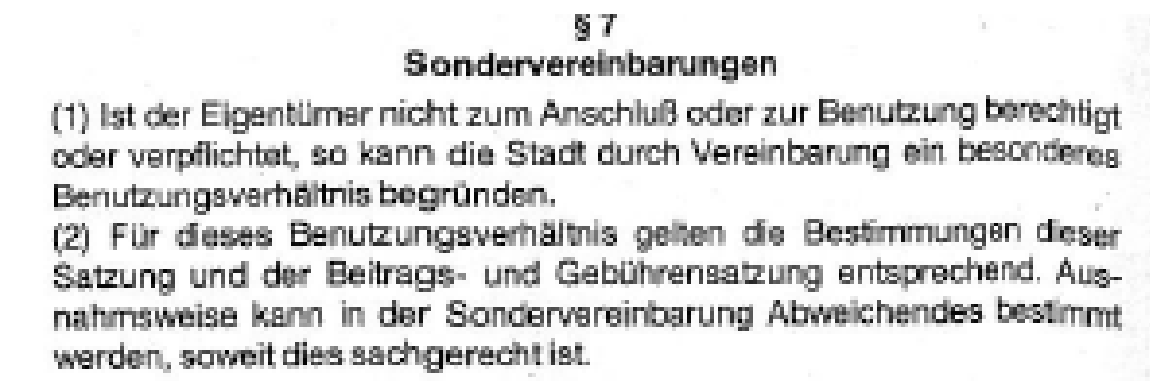 § 7
Sondervereinbarungen
(1) Ist der Eigentümer nicht zum Anschluß oder zur Benutzung berechtigt
oder verpflichtet, so kann die Stadt durch Vereinbarung ein besonderes
Benutzungsverhältnis begründen.
(2) Für dieses Benutzungsverhältnis gelten die Bestimmungen dieser
Satzung und der Beitrags- und Gebührensatzung entsprechend. Aus-
nahmsweise kann in der Sondervereinbarung Abweichendes bestimmt
werden, soweit dies sachgerecht ist.